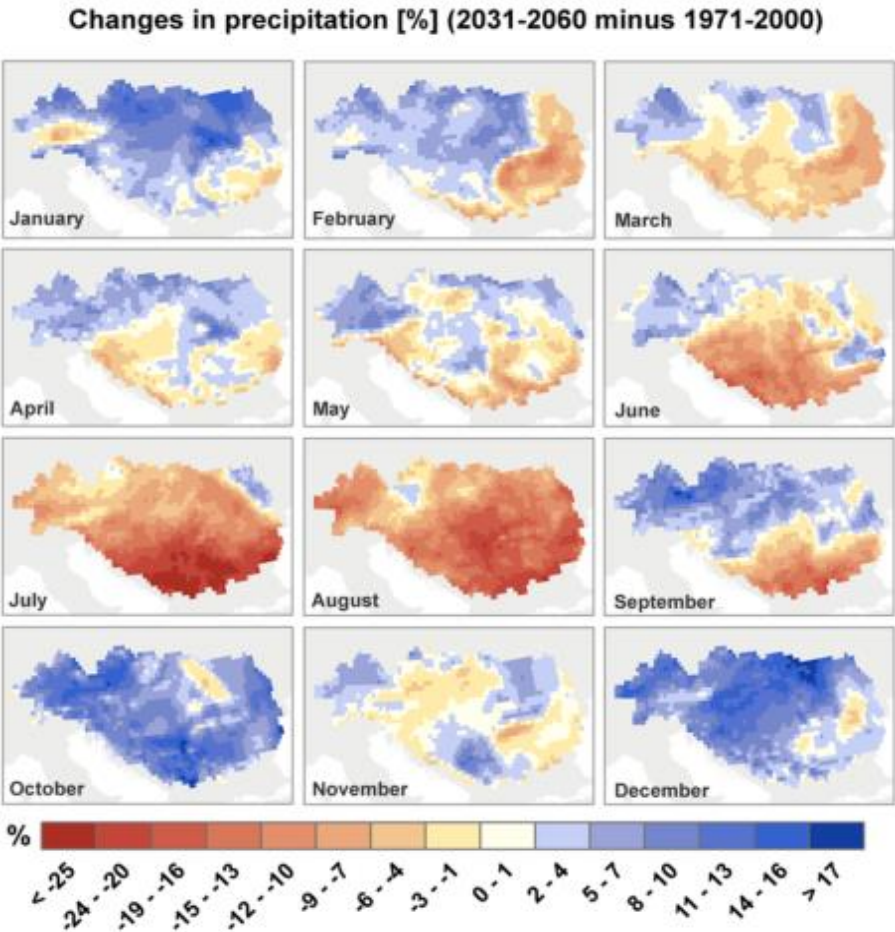 Changes in precipitation [%] (2031-2060 minus 1971-2000)
January
February
March
April
May
June
July
August
September
October
November
December
%
< -25
-24 - -20
-19 - -16
-15 - -13
-12 - -10
-9 - -7
-6 - -4
-3 - -1
0 - 1
2 - 4
5 - 7
8 - 10
11 - 13
14 - 16
> 17